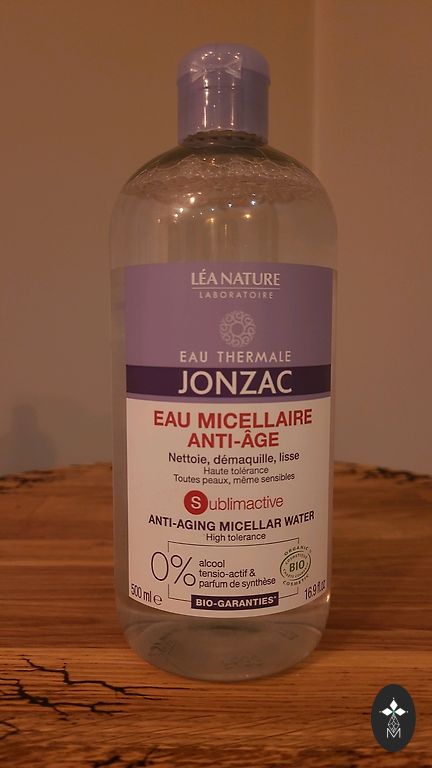 LÉA NATURE
LABORATOIRE
EAU THERMALE
JONZAC
EAU MICELLAIRE
ANTI-ÂGE
Nettoie, démaquille, lisse
Haute tolérance
Toutes peaux, même sensibles
Sublimactive
ANTI-AGING MICELLAR WATER
High tolerance
0% alcool
tensio-actif &
parfum de synthèse
ORGANIC
BIO
COSMETIC
500 ml e
16.9 fl.oz
BIO-GARANTIES*
M